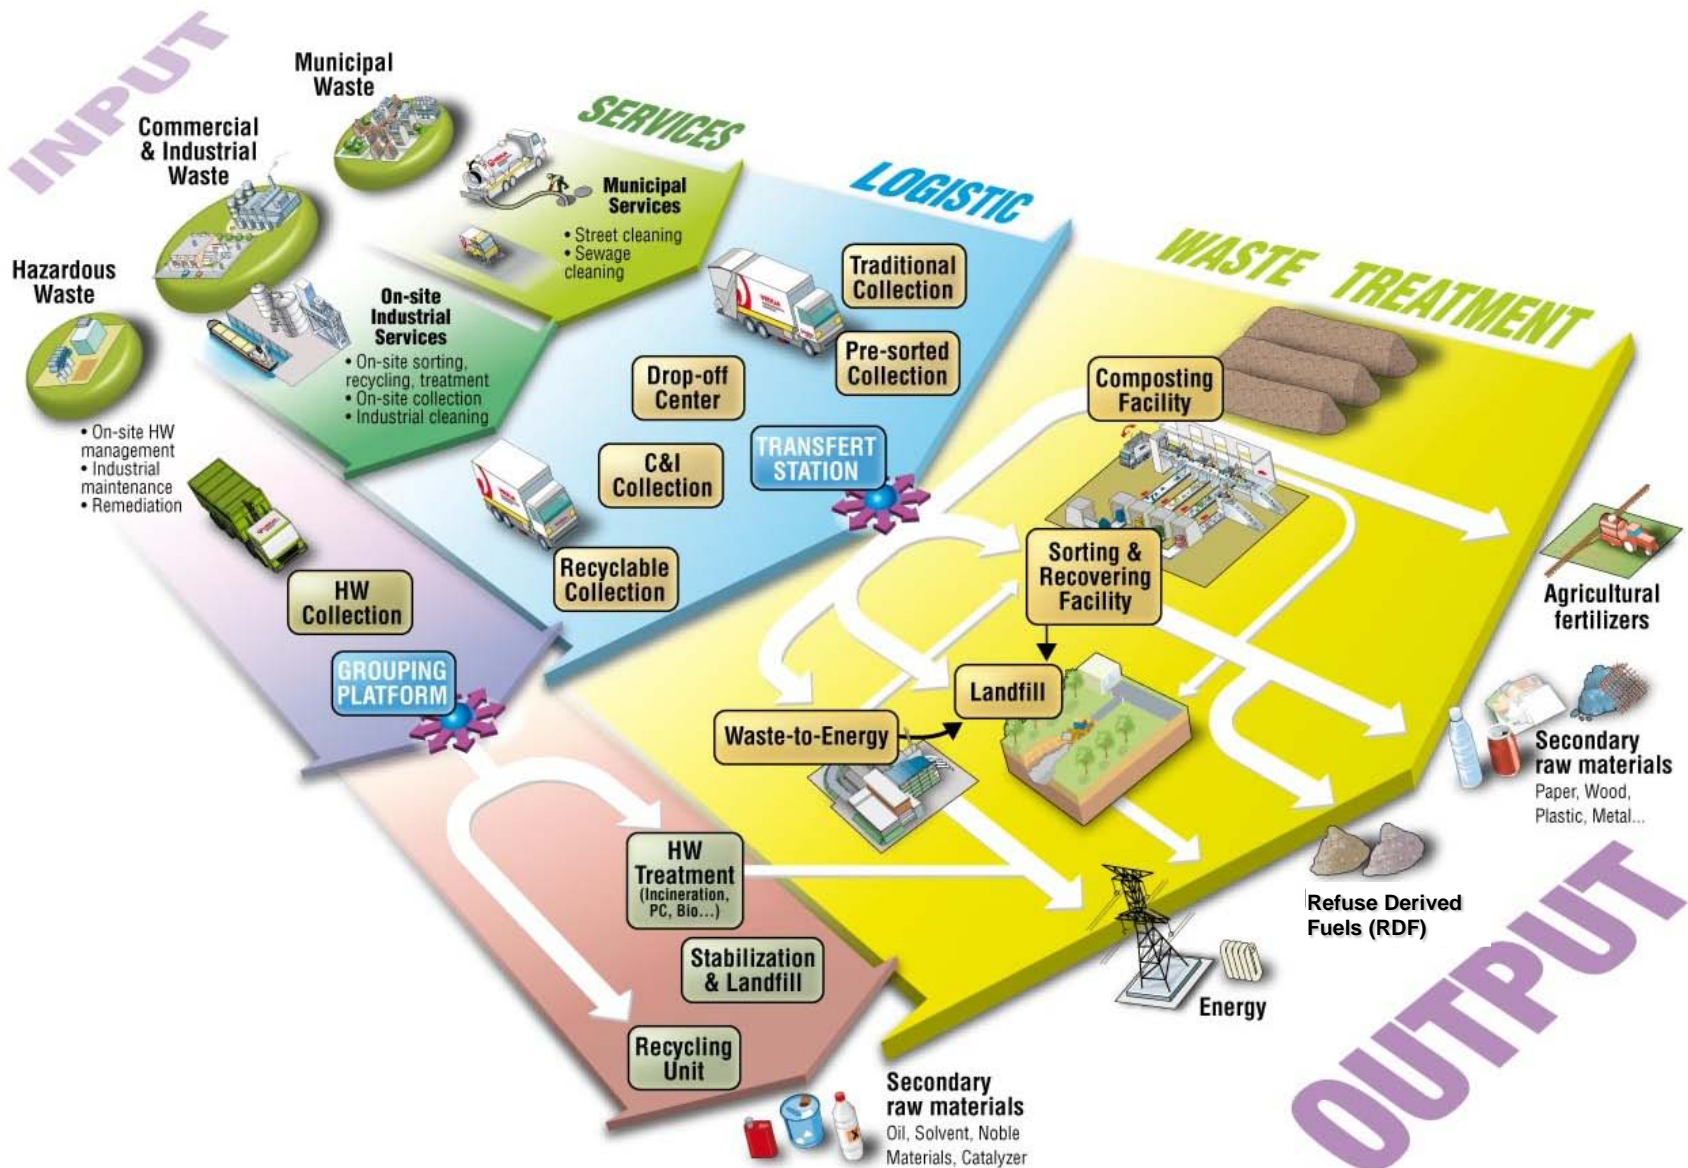 INPUT
Municipal
Waste
Commercial
& Industrial
Waste
Hazardous
Waste
• On-site HW
management
• Industrial
maintenance
• Remediation
SERVICES
Municipal
Services
• Street cleaning
• Sewage
cleaning
On-site
Industrial
Services
• On-site sorting,
recycling, treatment
• On-site collection
• Industrial cleaning
LOGISTIC
Traditional
Collection
Pre-sorted
Collection
Drop-off
Center
C&I
Collection
TRANSFERT
STATION
Recyclable
Collection
HW
Collection
GROUPING
PLATFORM
WASTE TREATMENT
Composting
Facility
Sorting &
Recovering
Facility
Landfill
Waste-to-Energy
HW
Treatment
(Incineration,
PC, Bio...)
Stabilization
& Landfill
Recycling
Unit
Agricultural
fertilizers
Secondary
raw materials
Paper, Wood,
Plastic, Metal...
Refuse Derived
Fuels (RDF)
Energy
Secondary
raw materials
Oil, Solvent, Noble
Materials, Catalyzer
OUTPUT